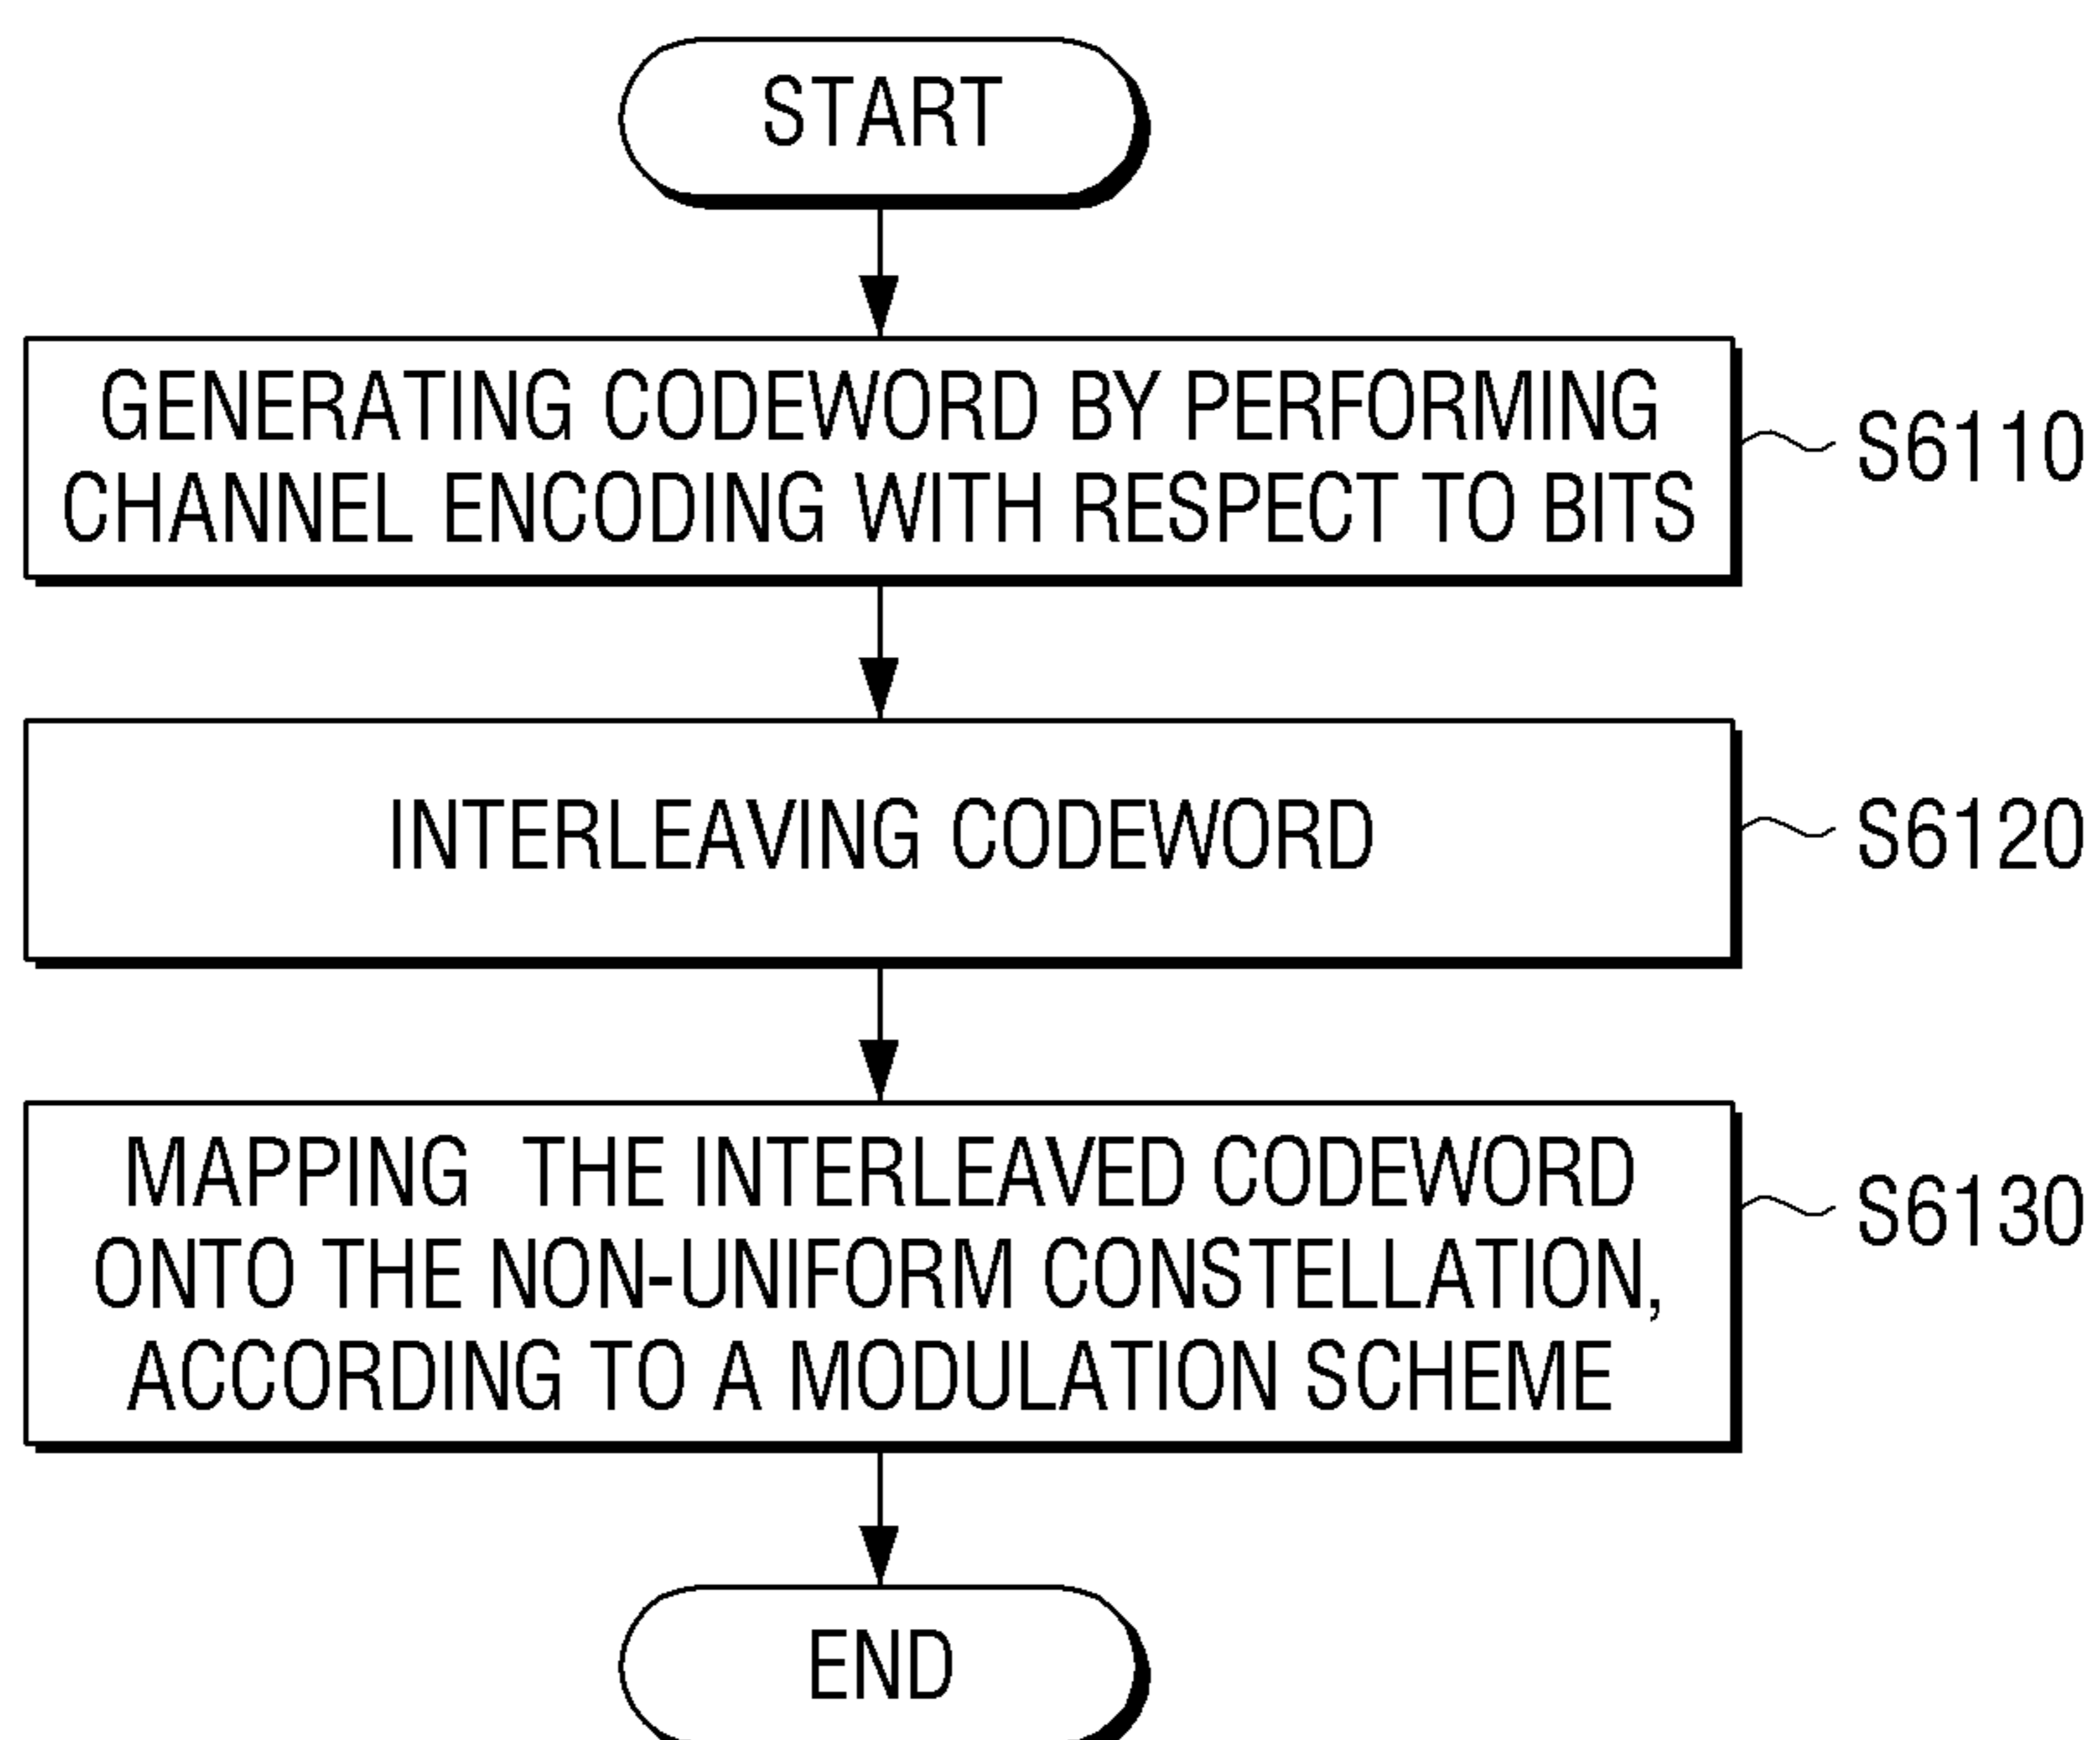 START
GENERATING CODEWORD BY PERFORMING
CHANNEL ENCODING WITH RESPECT TO BITS
S6110
INTERLEAVING CODEWORD
S6120
MAPPING THE INTERLEAVED CODEWORD
ONTO THE NON-UNIFORM CONSTELLATION,
ACCORDING TO A MODULATION SCHEME
S6130
END